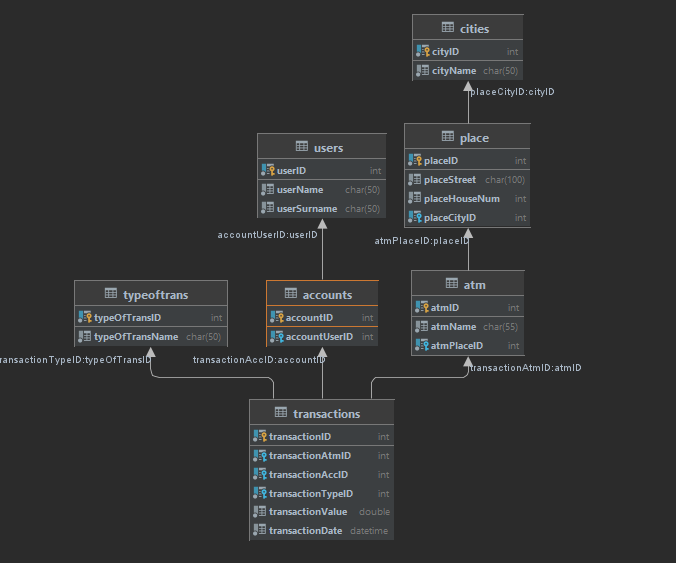 cities
cityID int
cityName char(50)
placeCityID:cityID
place
placeID int
placeStreet char(100)
placeHouseNum int
placeCityID int
users
userID int
userName char(50)
userSurname char(50)
accountUserID:userID
atmPlaceID:placeID
typeoftrans
typeOfTransID int
typeOfTransName char(50)
accounts
accountID int
accountUserID int
atm
atmID int
atmName char(55)
atmPlaceID int
ransactionTypeID:typeOfTransID
transactionAccID:accountID
transactionAtmID:atmID
transactions
transactionID int
transactionAtmID int
transactionAccID int
transactionTypeID int
transactionValue double
transactionDate datetime